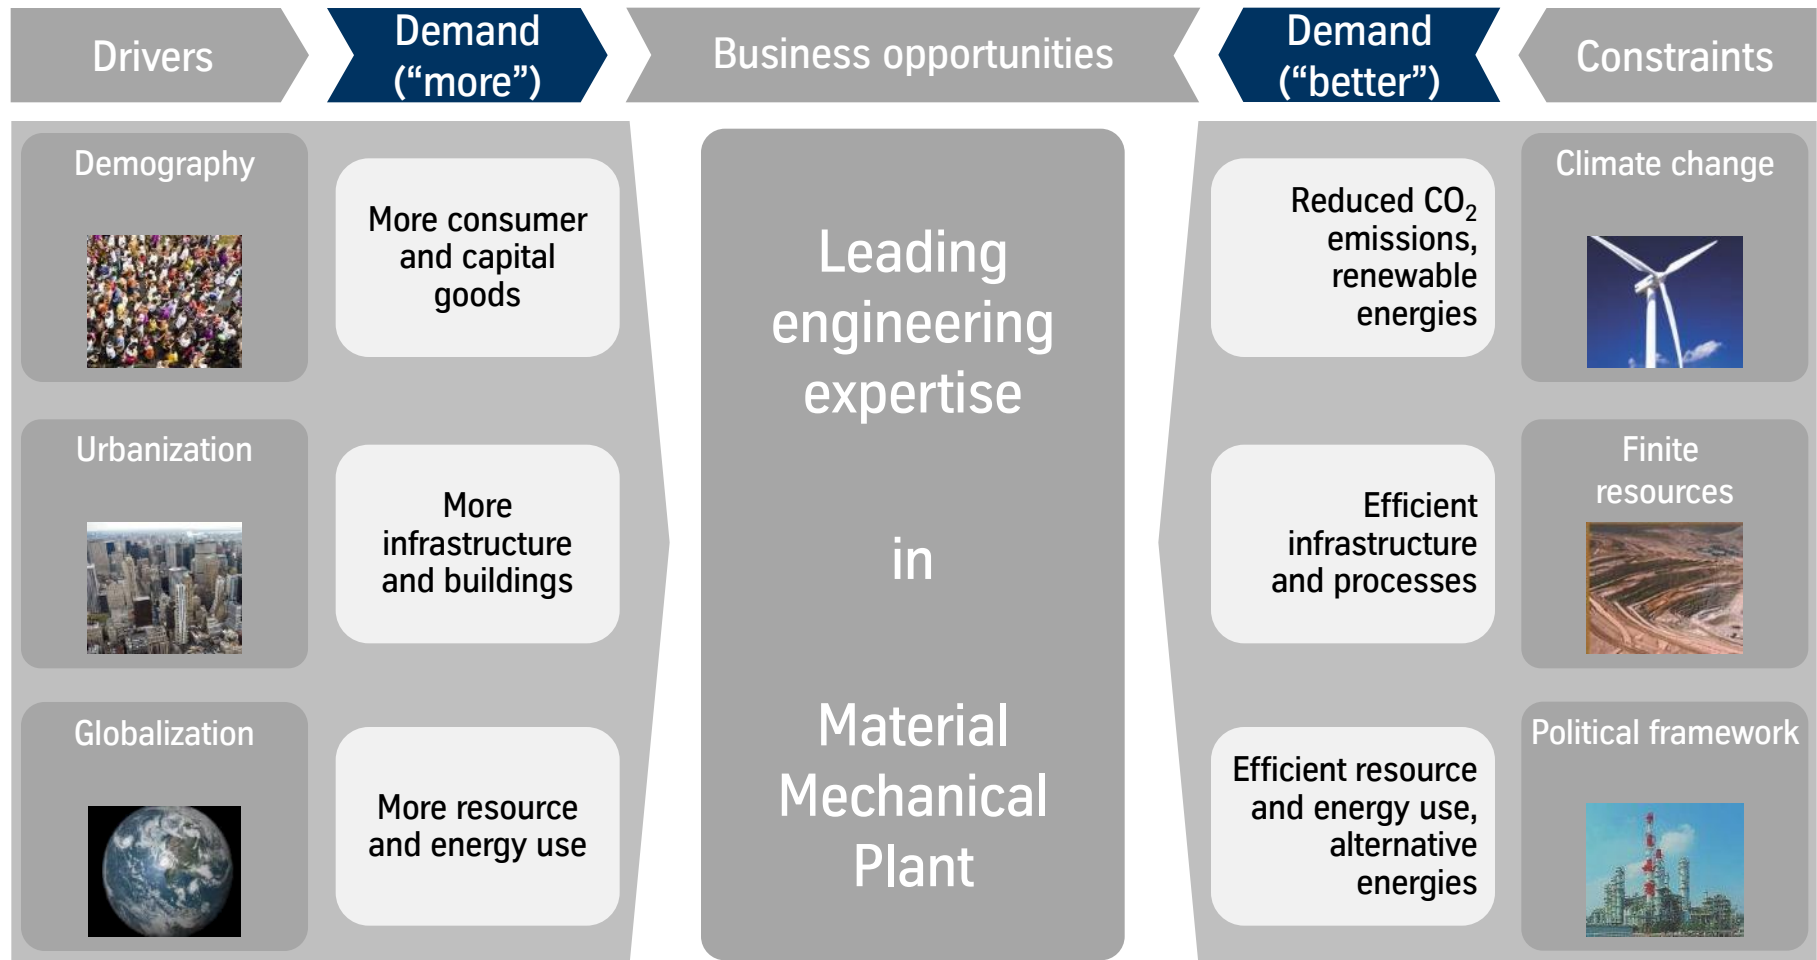 Drivers
Demand
(“more”)
Business opportunities
Demand
(“better”)
Constraints
Demography
More consumer
and capital
goods
Urbanization
More
infrastructure
and buildings
Globalization
More resource
and energy use
Leading
engineering
expertise
in
Material
Mechanical
Plant
Reduced CO₂
emissions,
renewable
energies
Climate change
Efficient
infrastructure
and processes
Finite
resources
Efficient resource
and energy use,
alternative
energies
Political framework